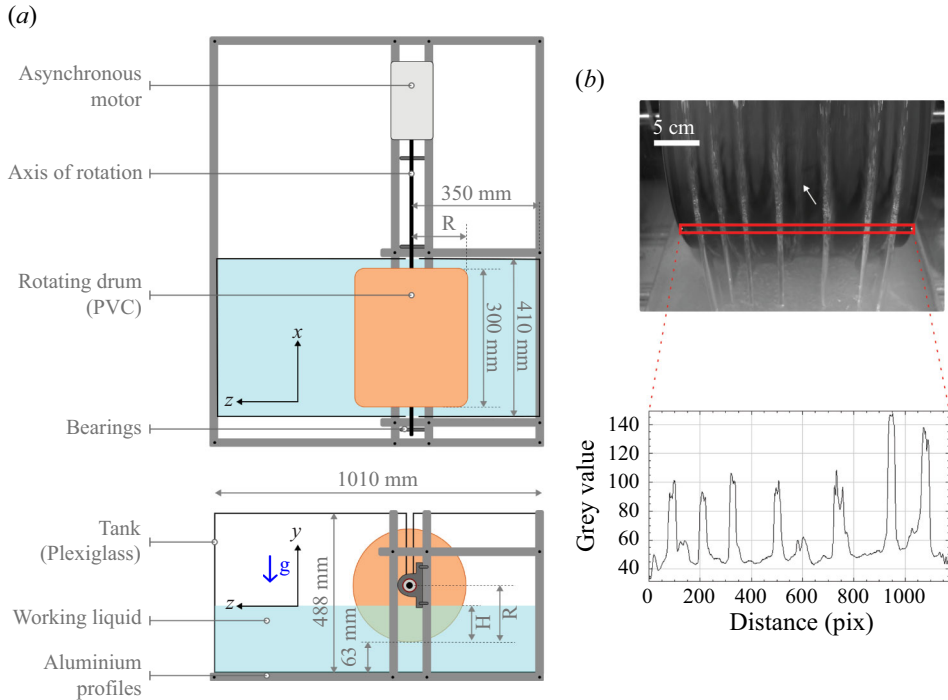 (a)
Asynchronous
motor
Axis of rotation
350 mm
R
Rotating drum
(PVC)
x
z
300 mm
410 mm
Bearings
1010 mm
Tank
(Plexiglass)
y
g
z
488 mm
63 mm
H
R
Working liquid
Aluminium
profiles
(b)
5 cm
140
120
100
80
60
40
Grey value
0 200 400 600 800 1000
Distance (pix)